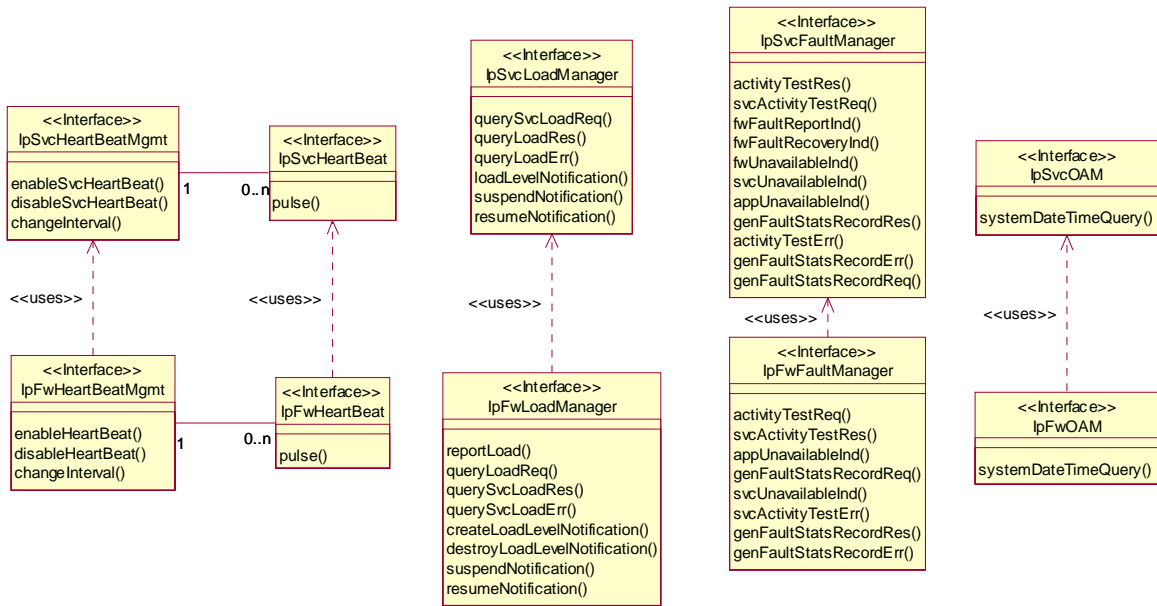 <<Interface>>
IpSvcHeartBeatMgmt
enableSvcHeartBeat()
disableSvcHeartBeat()
changeInterval()
1
0..n
<<Interface>>
IpSvcHeartBeat
pulse()
<<Interface>>
IpSvcLoadManager
querySvcLoadReq()
queryLoadRes()
queryLoadErr()
loadLevelNotification()
suspendNotification()
resumeNotification()
<<Interface>>
IpSvcFaultManager
activityTestRes()
svcActivityTestReq()
fwFaultReportInd()
fwFaultRecoveryInd()
fwUnavailableInd()
svcUnavailableInd()
appUnavailableInd()
genFaultStatsRecordRes()
activityTestErr()
genFaultStatsRecordErr()
genFaultStatsRecordReq()
<<Interface>>
IpSvcOAM
systemDateTimeQuery()
<<uses>>
<<uses>>
<<uses>>
<<uses>>
<<uses>>
<<Interface>>
IpFwHeartBeatMgmt
enableHeartBeat()
disableHeartBeat()
changeInterval()
1
0..n
<<Interface>>
IpFwHeartBeat
pulse()
<<Interface>>
IpFwLoadManager
reportLoad()
queryLoadReq()
querySvcLoadRes()
querySvcLoadErr()
createLoadLevelNotification()
destroyLoadLevelNotification()
suspendNotification()
resumeNotification()
<<Interface>>
IpFwFaultManager
activityTestReq()
svcActivityTestRes()
appUnavailableInd()
genFaultStatsRecordReq()
svcUnavailableInd()
svcActivityTestErr()
genFaultStatsRecordRes()
genFaultStatsRecordErr()
<<Interface>>
IpFwOAM
systemDateTimeQuery()